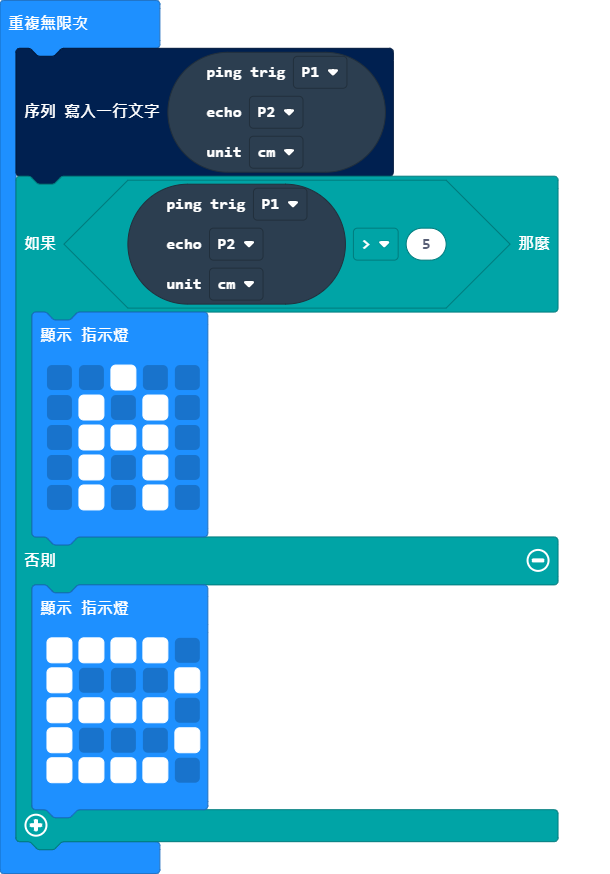 重複無限次
ping trig P1
序列 寫入一行文字 echo P2
unit cm
ping trig P1
如果 echo P2 > 5 那麼
unit cm
顯示 指示燈
否則
顯示 指示燈